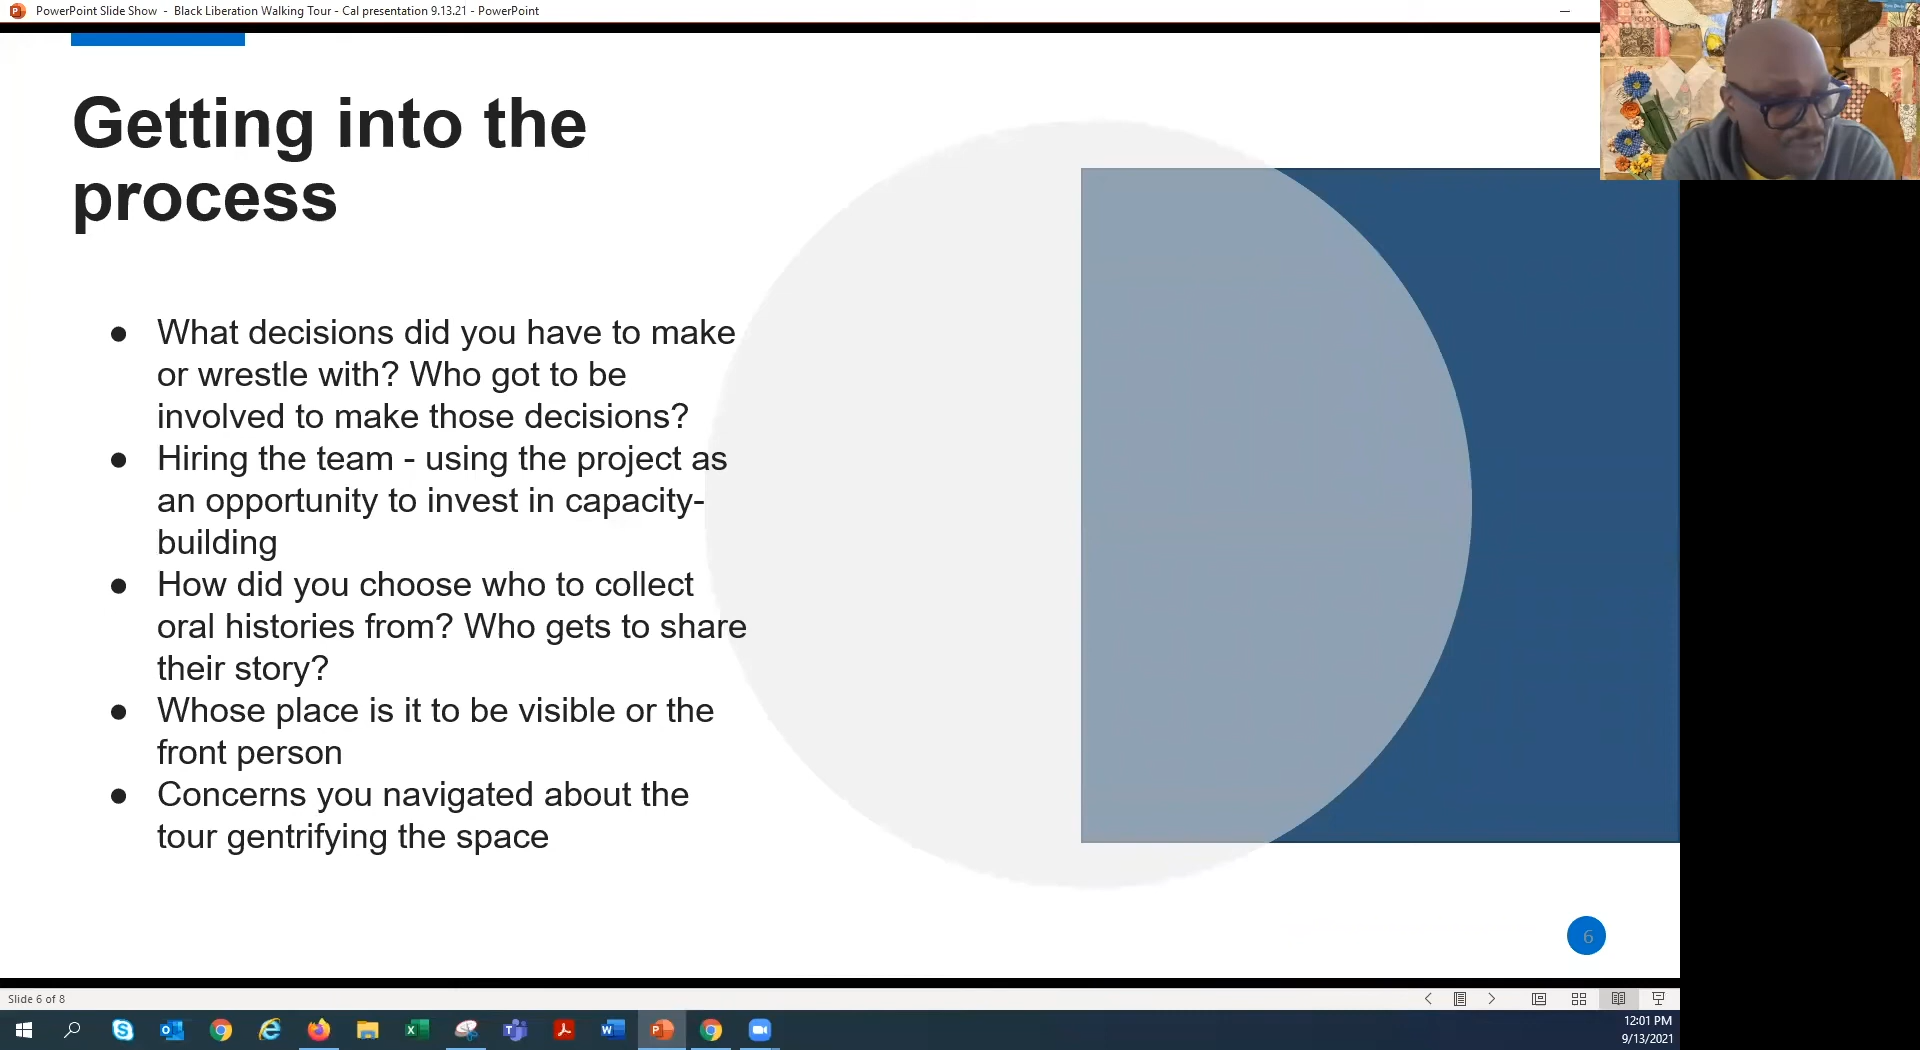 PowerPoint Slide Show - Black Liberation Walking Tour - Cal presentation 9.13.21 - PowerPoint
Getting into the
process
● What decisions did you have to make
or wrestle with? Who got to be
involved to make those decisions?
● Hiring the team - using the project as
an opportunity to invest in capacity-
building
● How did you choose who to collect
oral histories from? Who gets to share
their story?
● Whose place is it to be visible or the
front person
● Concerns you navigated about the
tour gentrifying the space
6
Slide 6 of 8
12:01 PM
9/13/2021